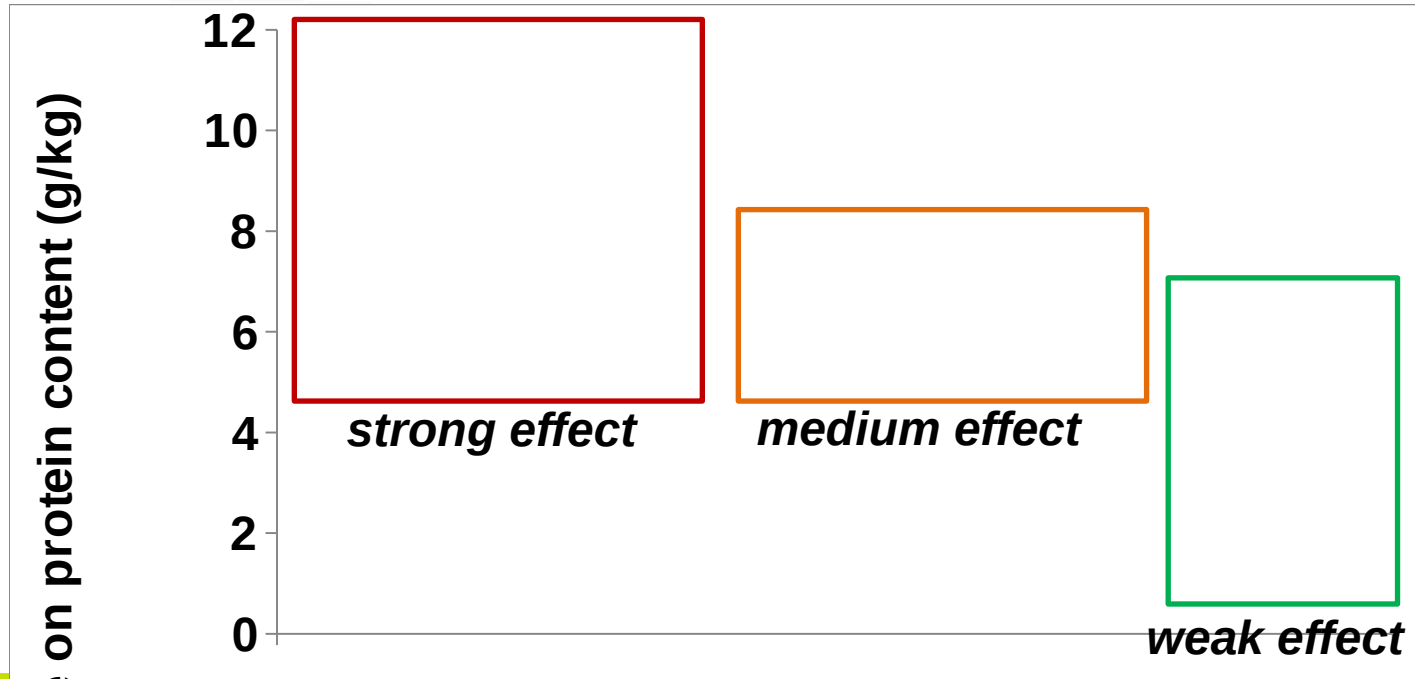 12
10
8
6
4
2
0
on protein content (g/kg)
strong effect
medium effect
weak effect